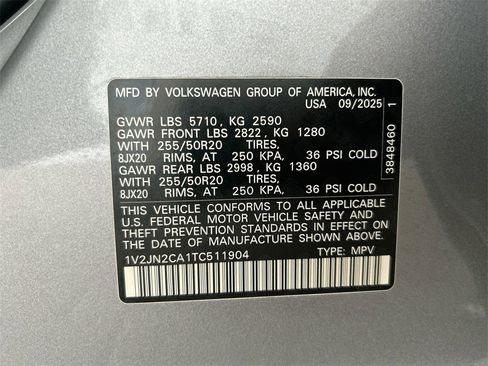 MFD BY VOLKSWAGEN GROUP OF AMERICA, INC.
USA 09/2025
GVWR LBS 5710, KG 2590
GAWR FRONT LBS 2822, KG 1280
WITH 255/50R20 TIRES,
8JX20 RIMS, AT 250 KPA, 36 PSI COLD
GAWR REAR LBS 2998, KG 1360
WITH 255/50R20 TIRES,
8JX20 RIMS, AT 250 KPA, 36 PSI COLD
THIS VEHICLE CONFORMS TO ALL APPLICABLE
U.S. FEDERAL MOTOR VEHICLE SAFETY AND
THEFT PREVENTION STANDARDS IN EFFECT ON
THE DATE OF MANUFACTURE SHOWN ABOVE.
1V2JN2CA1TC511904 TYPE: MPV
3848460 1